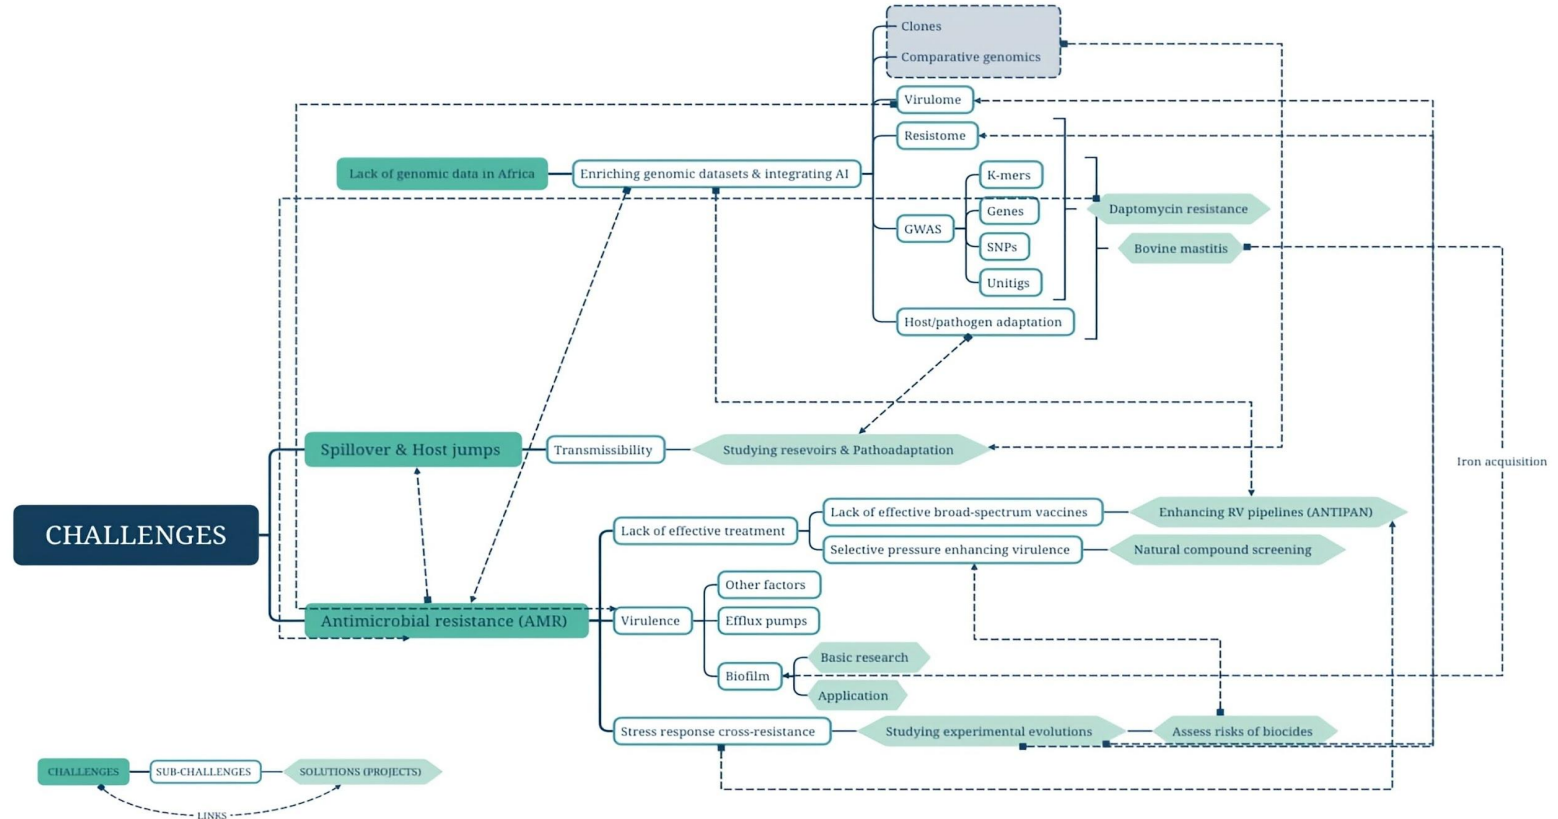 Clones
Comparative genomics
Virulome
Resistome
Lack of genomic data in Africa
Enriching genomic datasets & integrating AI
K-mers
Genes
Daptomycin resistance
GWAS
SNPs
Bovine mastitis
Unitigs
Host/pathogen adaptation
Spillover & Host jumps
Transmissibility
Studying resevoirs & Pathoadaptation
Iron acquisition
CHALLENGES
Lack of effective treatment
Lack of effective broad-spectrum vaccines
Enhancing RV pipelines (ANTIPAN)
Selective pressure enhancing virulence
Natural compound screening
Antimicrobial resistance (AMR)
Virulence
Other factors
Efflux pumps
Biofilm
Basic research
Application
Stress response cross-resistance
Studying experimental evolutions
Assess risks of biocides
CHALLENGES
SUB-CHALLENGES
SOLUTIONS (PROJECTS)
LINKS